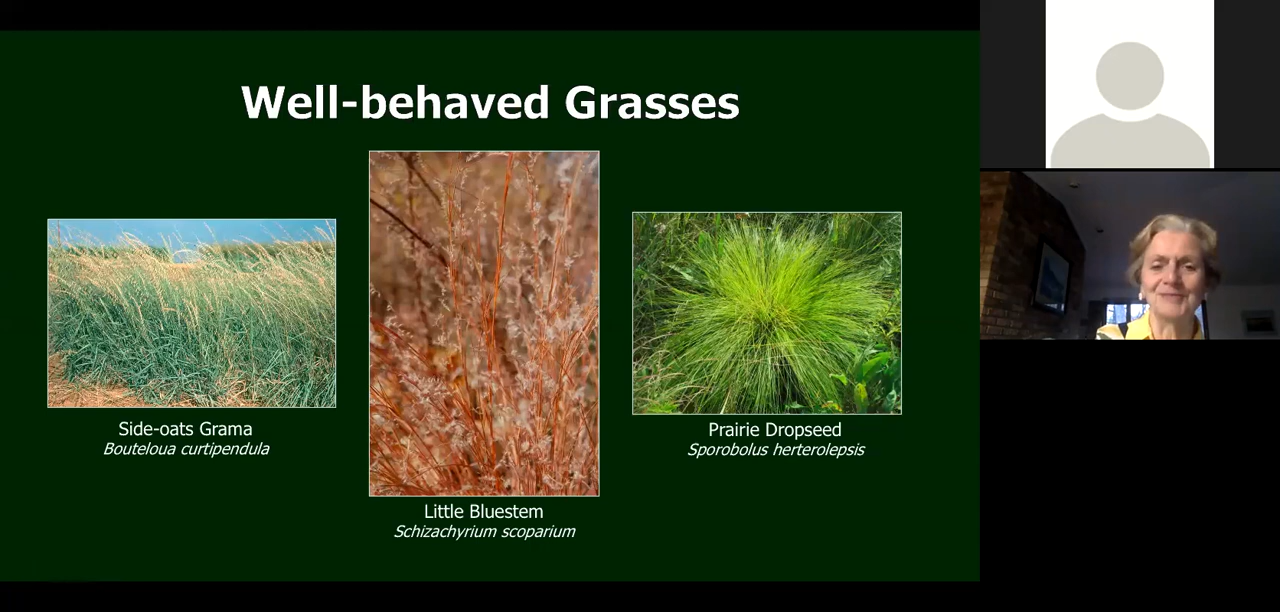 Well-behaved Grasses
Side-oats Grama
Bouteloua curtipendula
Little Bluestem
Schizachyrium scoparium
Prairie Dropseed
Sporobolus herterolepsis